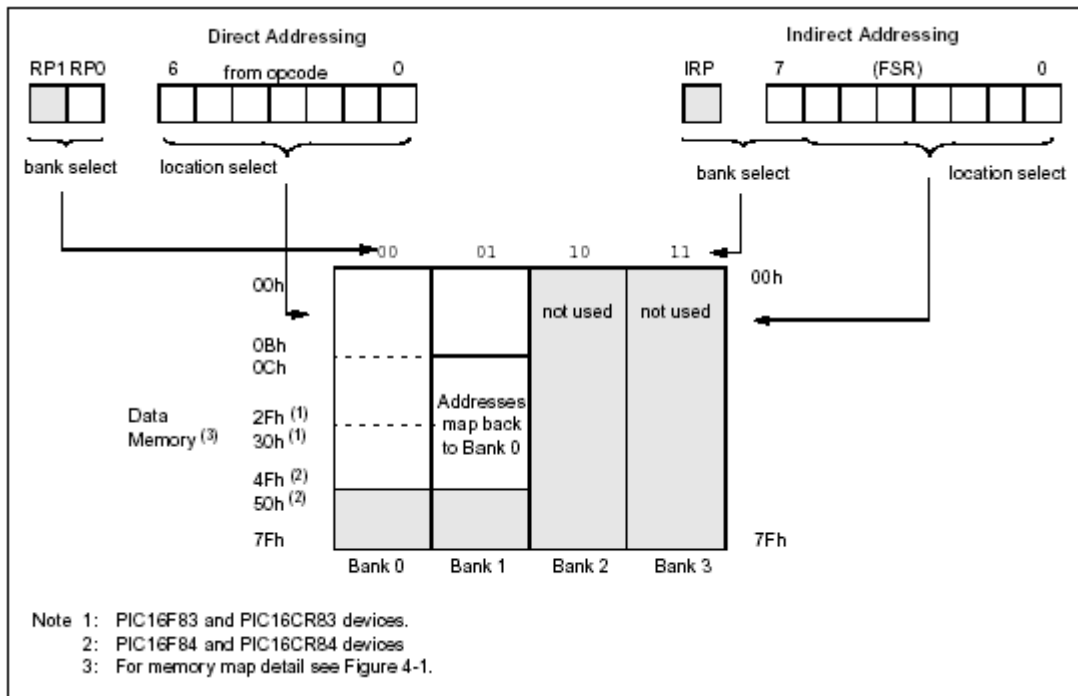 Direct Addressing
Indirect Addressing
RP1 RP0
6 from opcode 0
IRP
7 (FSR) 0
bank select
location select
bank select
location select
00 01 10 11
00h
00h
not used
not used
0Bh
0Ch
Addresses
map back
to Bank 0
Data
Memory (3)
2Fh (1)
30h (1)
4Fh (2)
50h (2)
7Fh
7Fh
Bank 0 Bank 1 Bank 2 Bank 3
Note 1: PIC16F83 and PIC16CR83 devices.
2: PIC16F84 and PIC16CR84 devices
3: For memory map detail see Figure 4-1.